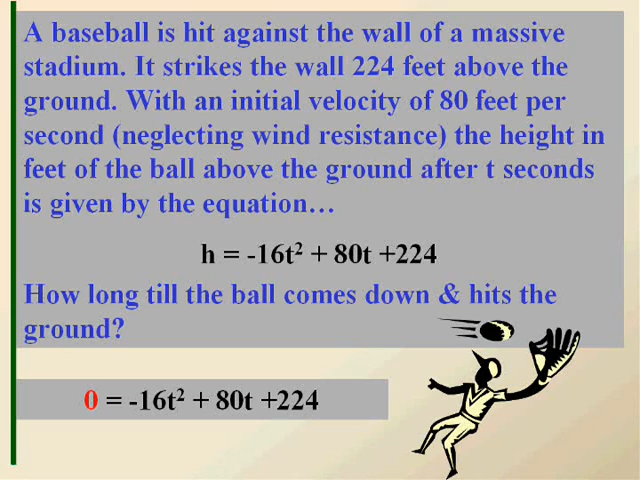 A baseball is hit against the wall of a massive
stadium. It strikes the wall 224 feet above the
ground. With an initial velocity of 80 feet per
second (neglecting wind resistance) the height in
feet of the ball above the ground after t seconds
is given by the equation…
h = -16t² + 80t +224
How long till the ball comes down & hits the
ground?
0 = -16t² + 80t +224